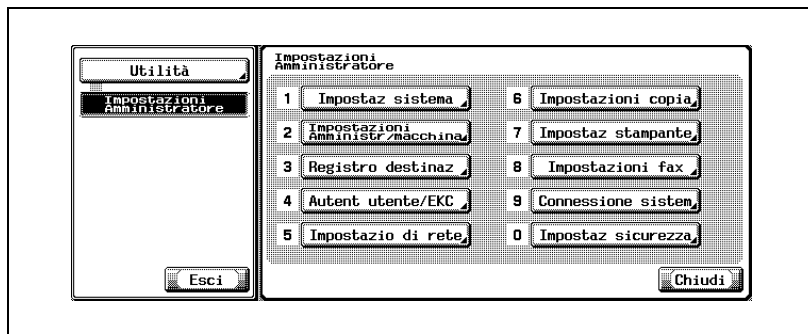 Utilità
Impostazioni
Amministratore
Esci
Impostazioni
Amministratore
1 Impostaz sistema
2 Impostazioni
Amministr/macchina
3 Registro destinaz
4 Autent utente/EKC
5 Impostazio di rete
6 Impostazioni copia
7 Impostaz stampante
8 Impostazioni fax
9 Connessione sistem
0 Impostaz sicurezza
Chiudi